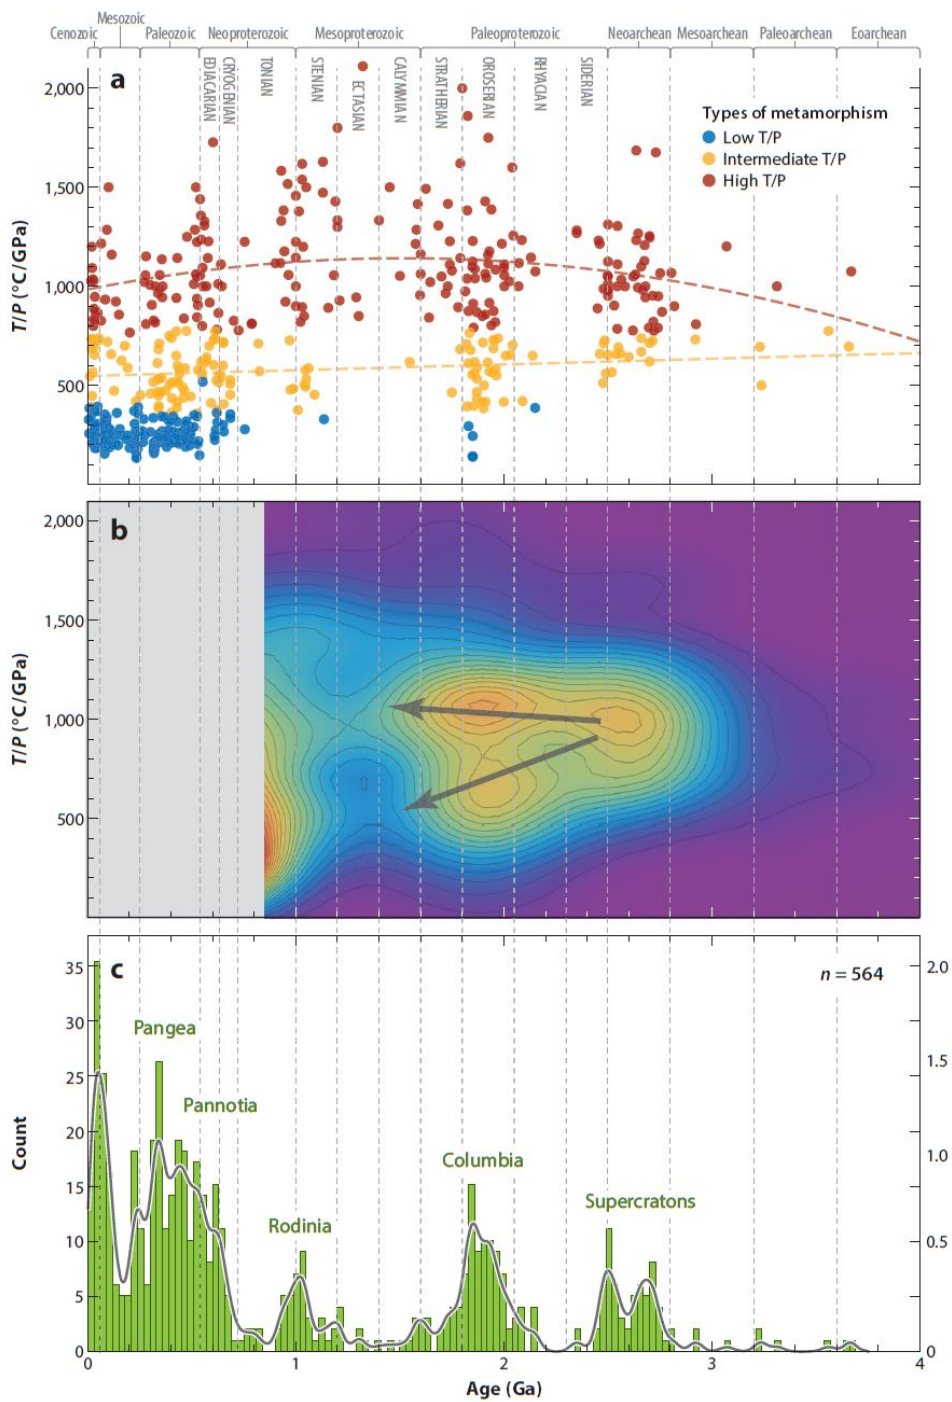 Mesozoic
Cenozoic Paleozoic Neoproterozoic Mesoproterozoic Paleoproterozoic Neoarchean Mesoarchean Paleoarchean Eoarchean
EDIACARIAN
CRYOGENIAN
TONIAN
STENIAN
ECTASIAN
CALYMMIAN
STRATHERIAN
OROSERIAN
RHYACIAN
SIDERIAN
a
2,000
1,500
1,000
500
T/P (°C/GPa)
Types of metamorphism
Low T/P
Intermediate T/P
High T/P
b
2,000
1,500
1,000
500
T/P (°C/GPa)
c
n = 564
35
30
25
20
15
10
5
0
Count
2.0
1.5
1.0
0.5
0
Pangea
Pannotia
Rodinia
Columbia
Supercratons
0 1 2 3 4
Age (Ga)